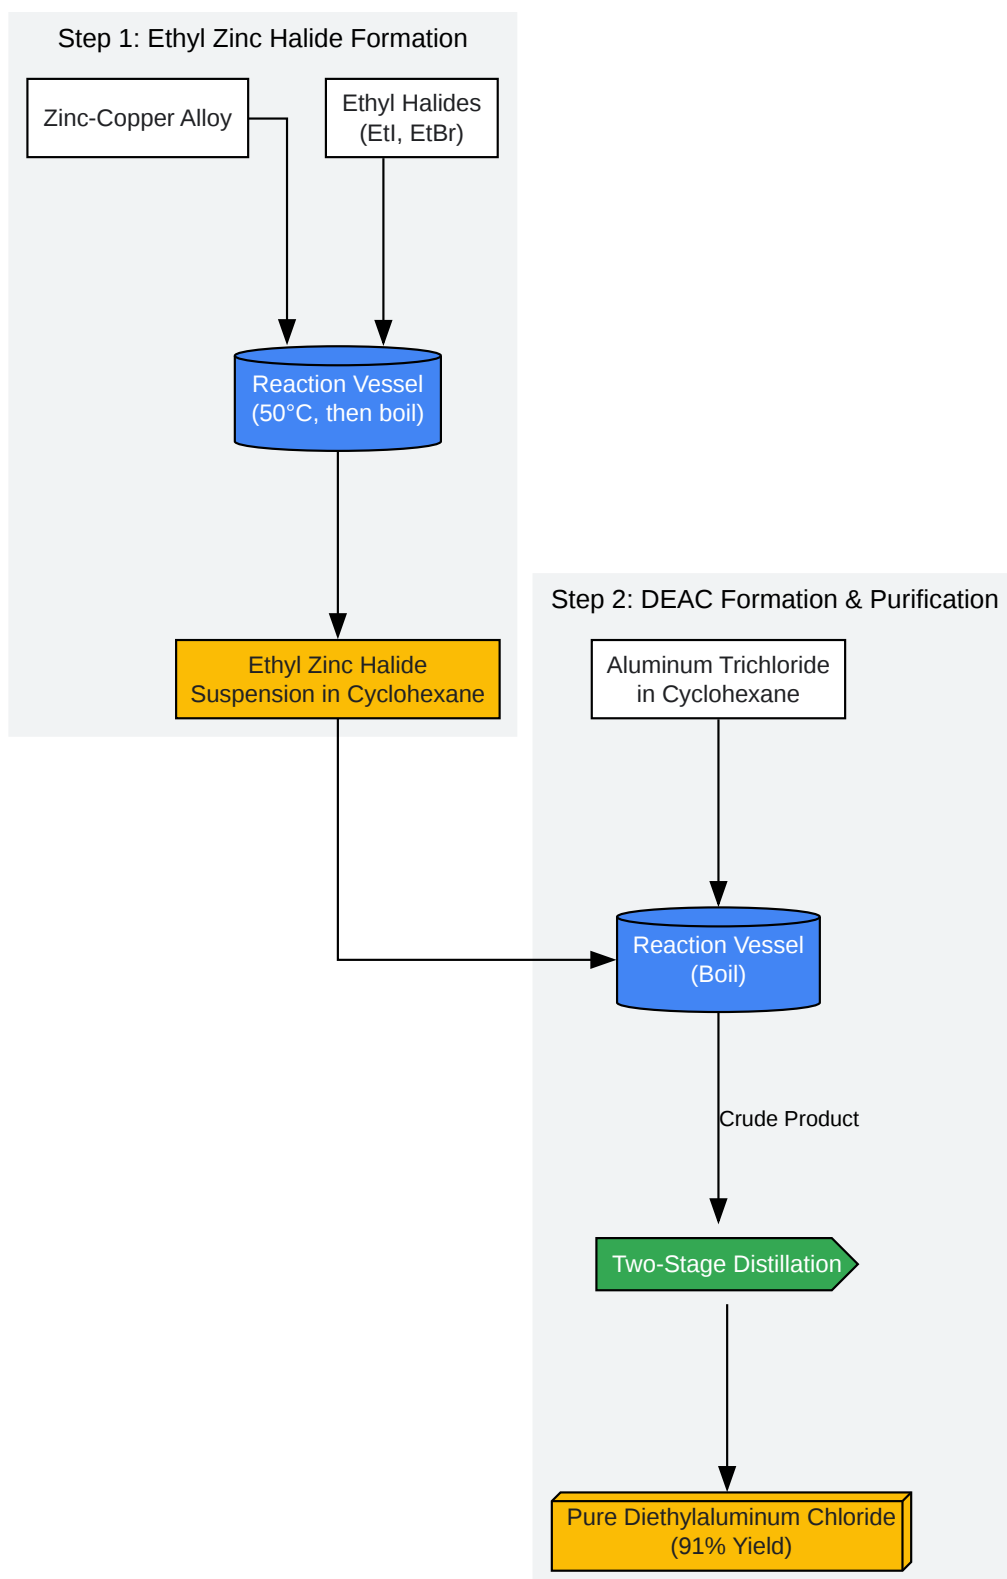 Step 1: Ethyl Zinc Halide Formation
Zinc-Copper Alloy
Ethyl Halides
(EtI, EtBr)
Reaction Vessel
(50°C, then boil)
Ethyl Zinc Halide
Suspension in Cyclohexane
Step 2: DEAC Formation & Purification
Aluminum Trichloride
in Cyclohexane
Reaction Vessel
(Boil)
Crude Product
Two-Stage Distillation
Pure Diethylaluminum Chloride
(91% Yield)